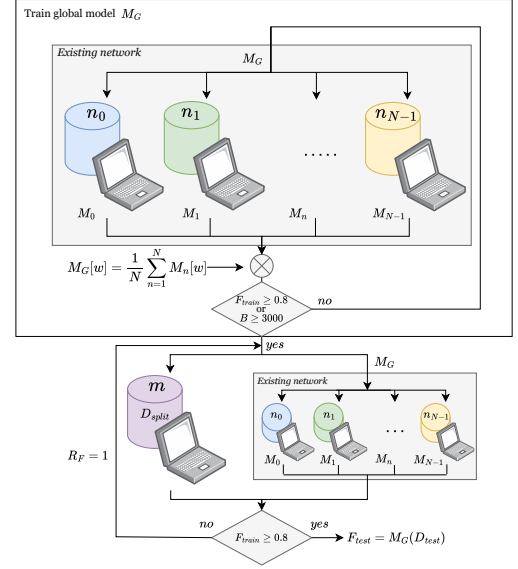 Train global model M_G
Existing network
M_G
n_0 n_1 n_{N-1}
.....
M_0 M_1 M_n M_{N-1}
M_G[w] = \frac{1}{N} \sum_{n=1}^{N} M_n[w]
F_{train} ≥ 0.8
or
B ≥ 3000
no
yes
M_G
m
D_{split}
Existing network
n_0 n_1 n_{N-1}
...
M_0 M_1 M_n M_{N-1}
R_F = 1
no
yes
F_{train} ≥ 0.8
F_{test} = M_G(D_{test})